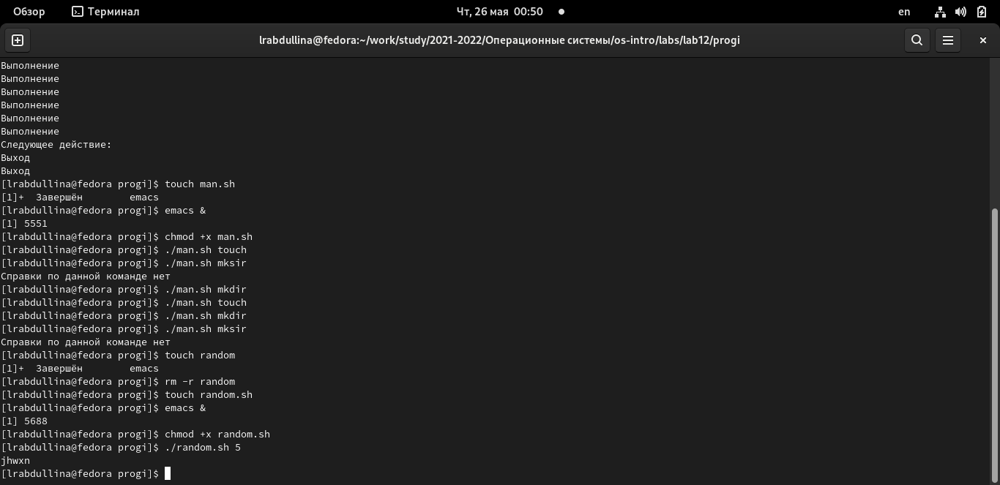 Обзор Терминал Чт, 26 мая 00:50 en
lrabdullina@fedora:~/work/study/2021-2022/Операционные системы/os-intro/labs/lab12/progi
Выполнение
Выполнение
Выполнение
Выполнение
Выполнение
Выполнение
Следующее действие:
Выход
Выход
[lrabdullina@fedora progi]$ touch man.sh
[1]+  Завершён        emacs
[lrabdullina@fedora progi]$ emacs &
[1] 5551
[lrabdullina@fedora progi]$ chmod +x man.sh
[lrabdullina@fedora progi]$ ./man.sh touch
[lrabdullina@fedora progi]$ ./man.sh mksir
Справки по данной команде нет
[lrabdullina@fedora progi]$ ./man.sh mkdir
[lrabdullina@fedora progi]$ ./man.sh touch
[lrabdullina@fedora progi]$ ./man.sh mkdir
[lrabdullina@fedora progi]$ ./man.sh mksir
Справки по данной команде нет
[lrabdullina@fedora progi]$ touch random
[1]+  Завершён        emacs
[lrabdullina@fedora progi]$ rm -r random
[lrabdullina@fedora progi]$ touch random.sh
[lrabdullina@fedora progi]$ emacs &
[1] 5688
[lrabdullina@fedora progi]$ chmod +x random.sh
[lrabdullina@fedora progi]$ ./random.sh 5
jhwxn
[lrabdullina@fedora progi]$